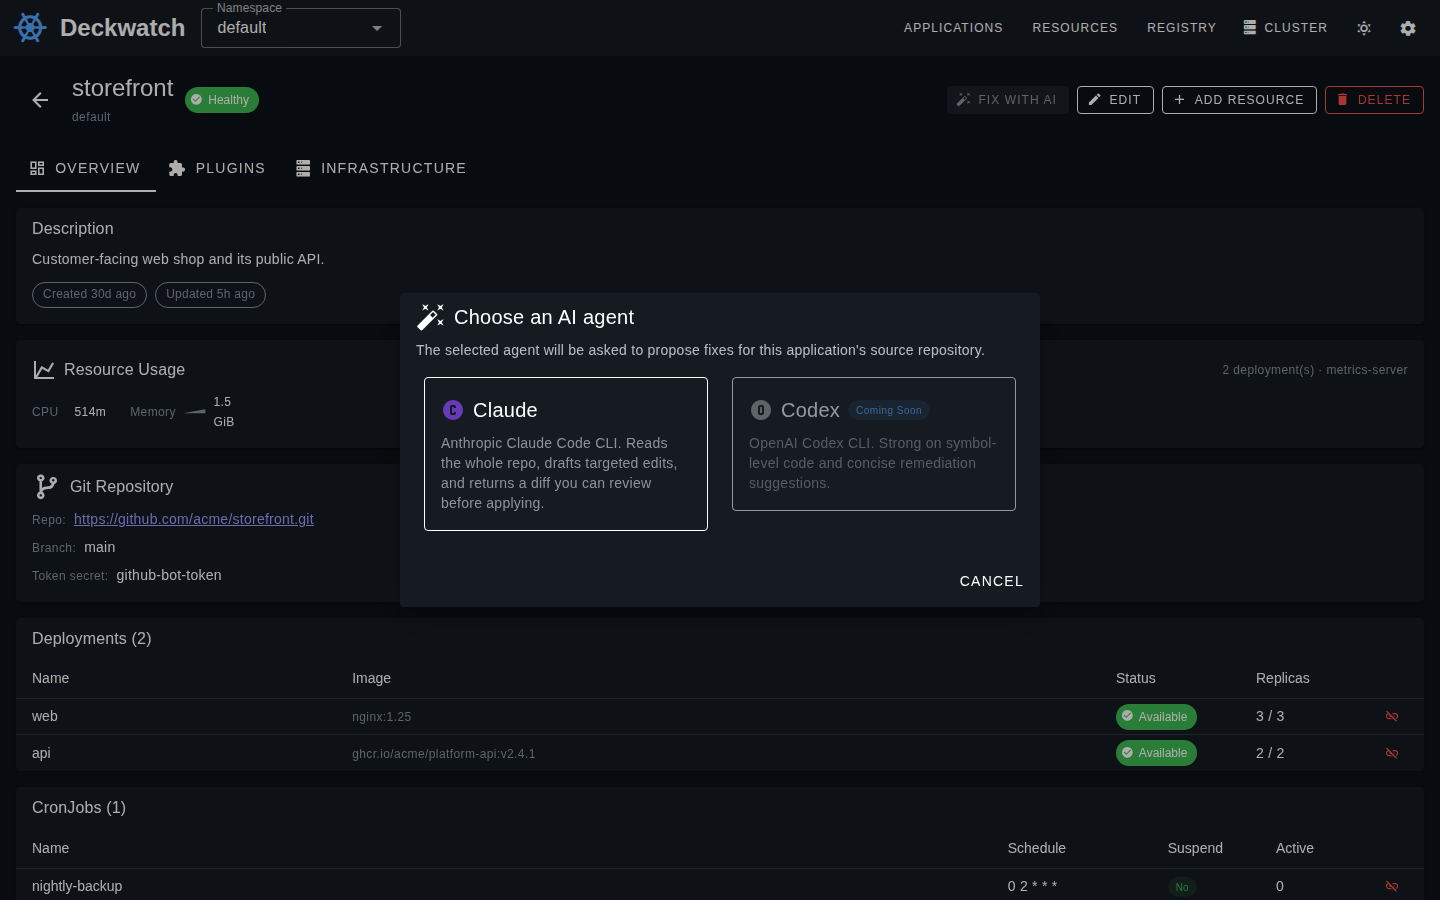 Deckwatch
Namespace
default
APPLICATIONS
RESOURCES
REGISTRY
CLUSTER
storefront
default
Healthy
FIX WITH AI
EDIT
ADD RESOURCE
DELETE
OVERVIEW
PLUGINS
INFRASTRUCTURE
Description
Customer-facing web shop and its public API.
Created 30d ago
Updated 5h ago
Resource Usage
2 deployment(s) · metrics-server
CPU 514m Memory 1.5
GiB
Git Repository
Repo: https://github.com/acme/storefront.git
Branch: main
Token secret: github-bot-token
Choose an AI agent
The selected agent will be asked to propose fixes for this application's source repository.
C Claude
Anthropic Claude Code CLI. Reads
the whole repo, drafts targeted edits,
and returns a diff you can review
before applying.
O Codex Coming Soon
OpenAI Codex CLI. Strong on symbol-
level code and concise remediation
suggestions.
CANCEL
Deployments (2)
Name Image Status Replicas
web nginx:1.25 Available 3 / 3
api ghcr.io/acme/platform-api:v2.4.1 Available 2 / 2
CronJobs (1)
Name Schedule Suspend Active
nightly-backup 0 2 * * * No 0